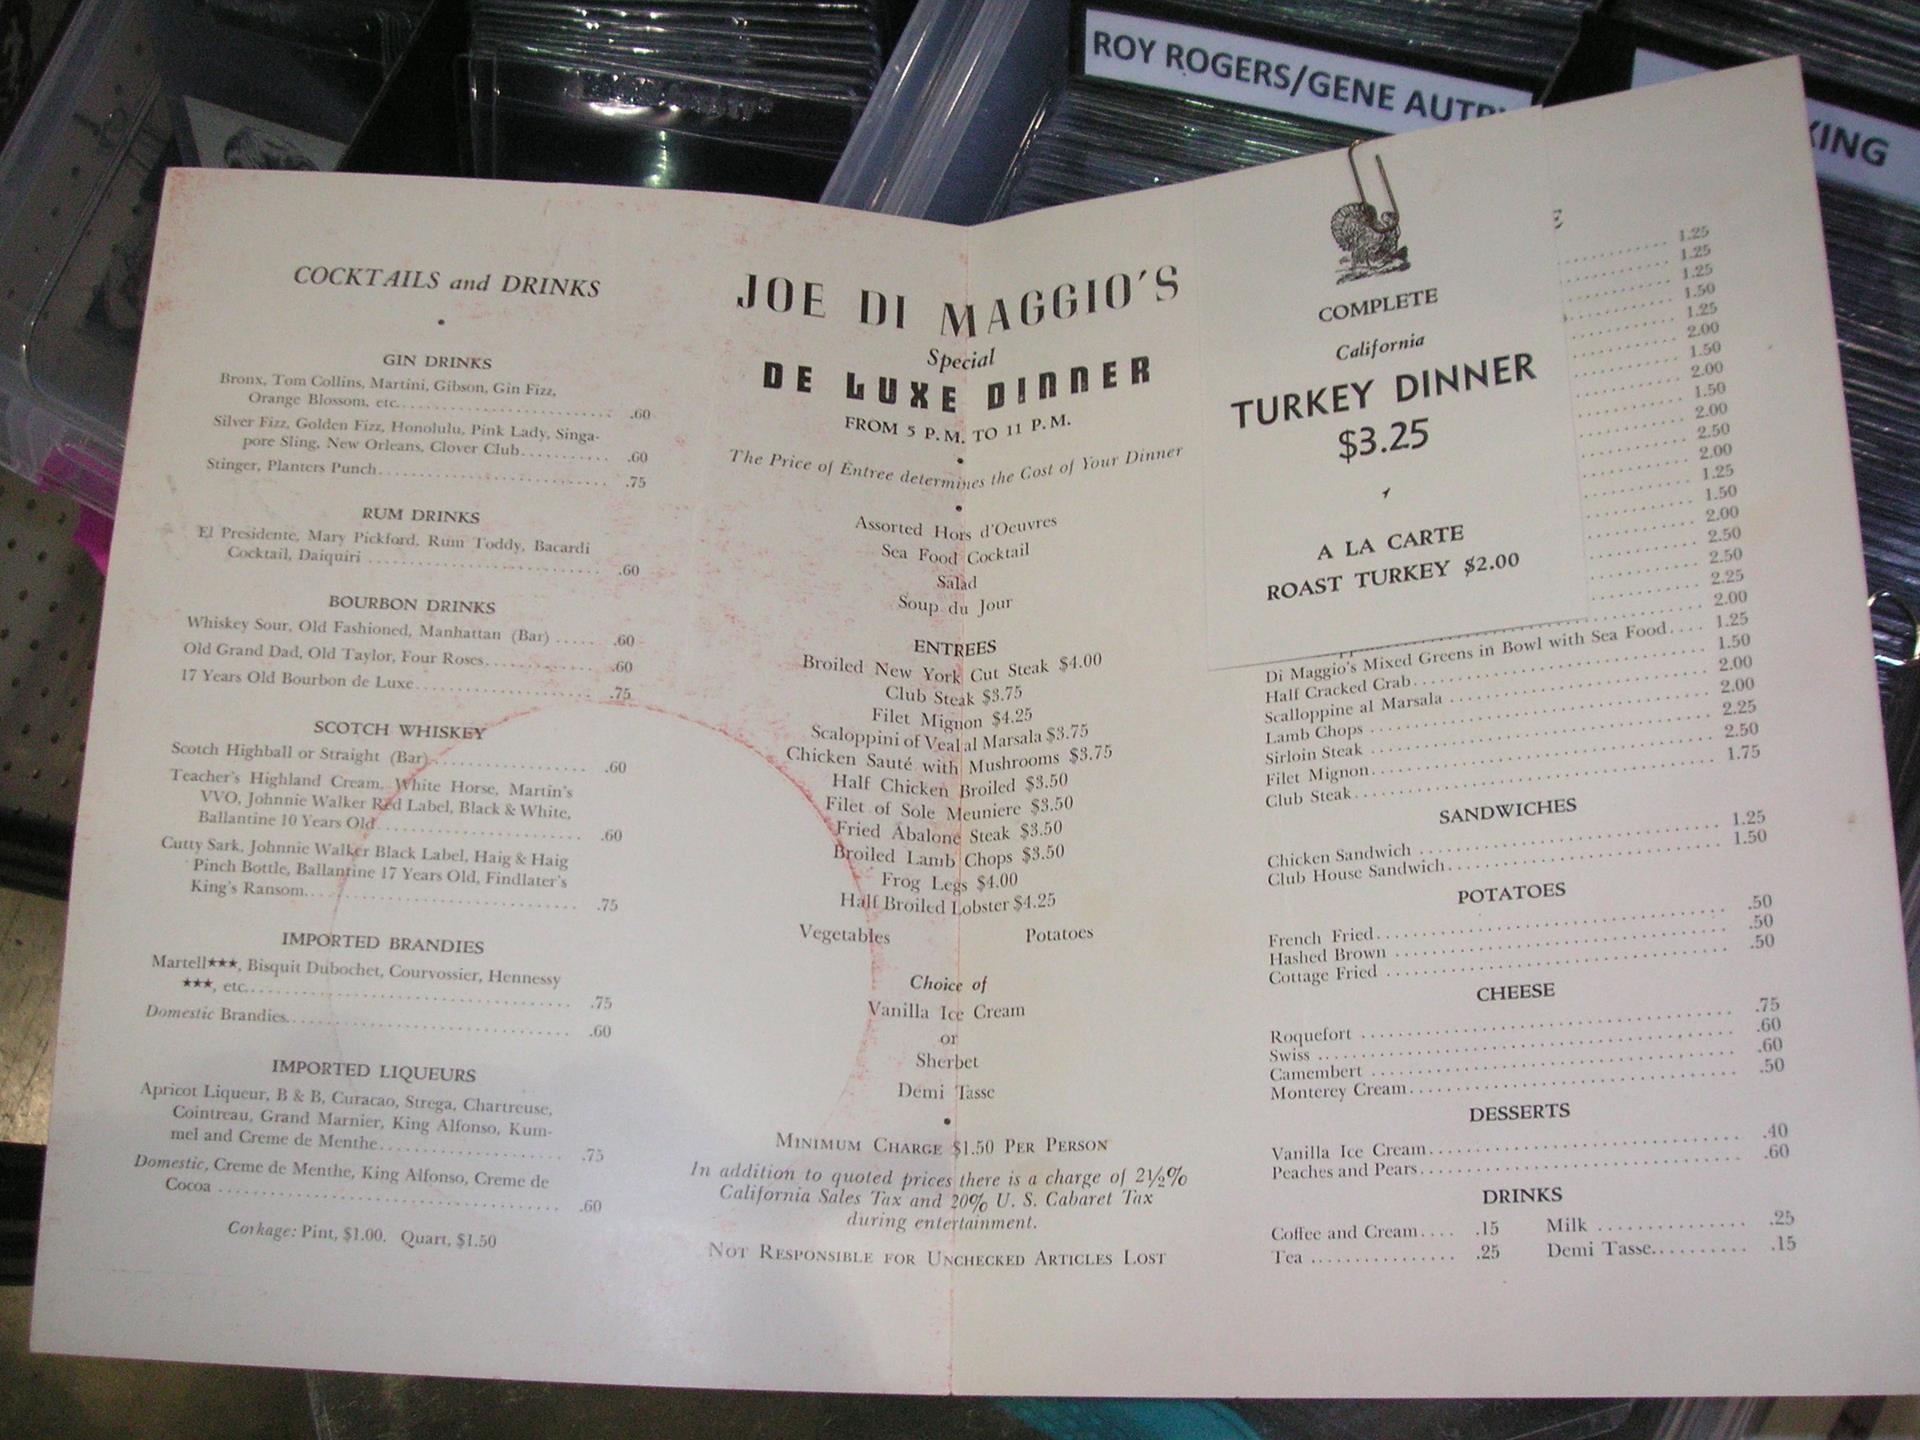 ROY ROGERS/GENE AUTRY
KING
COCKTAILS and DRINKS
GIN DRINKS
Bronx, Tom Collins, Martini, Gibson, Gin Fizz,
Orange Blossom, etc. .60
Silver Fizz, Golden Fizz, Honolulu, Pink Lady, Singa-
pore Sling, New Orleans, Clover Club .60
Stinger, Planters Punch .75
RUM DRINKS
El Presidente, Mary Pickford, Rum Toddy, Bacardi
Cocktail, Daiquiri .60
BOURBON DRINKS
Whiskey Sour, Old Fashioned, Manhattan (Bar) .60
Old Grand Dad, Old Taylor, Four Roses .60
17 Years Old Bourbon de Luxe .75
SCOTCH WHISKEY
Scotch Highball or Straight (Bar) .60
Teacher's Highland Cream, White Horse, Martin's
VVO, Johnnie Walker Red Label, Black & White,
Ballantine 10 Years Old .60
Cutty Sark, Johnnie Walker Black Label, Haig & Haig
Pinch Bottle, Ballantine 17 Years Old, Findlater's
King's Ransom .75
IMPORTED BRANDIES
Martell★★★, Bisquit Dubochet, Courvossier, Hennessy
★★★, etc. .75
Domestic Brandies .60
IMPORTED LIQUEURS
Apricot Liqueur, B & B, Curacao, Strega, Chartreuse,
Cointreau, Grand Marnier, King Alfonso, Kum-
mel and Creme de Menthe .75
Domestic, Creme de Menthe, King Alfonso, Creme de
Cocoa .60
Corkage: Pint, $1.00. Quart, $1.50
JOE DI MAGGIO'S
Special
DE LUXE DINNER
FROM 5 P.M. TO 11 P.M.
The Price of Entree determines the Cost of Your Dinner
Assorted Hors d'Oeuvres
Sea Food Cocktail
Salad
Soup du Jour
ENTREES
Broiled New York Cut Steak $4.00
Club Steak $3.75
Filet Mignon $4.25
Scaloppini of Veal al Marsala $3.75
Chicken Sauté with Mushrooms $3.75
Half Chicken Broiled $3.50
Filet of Sole Meuniere $3.50
Fried Abalone Steak $3.50
Broiled Lamb Chops $3.50
Frog Legs $4.00
Half Broiled Lobster $4.25
Vegetables Potatoes
Choice of
Vanilla Ice Cream
or
Sherbet
Demi Tasse
MINIMUM CHARGE $1.50 PER PERSON
In addition to quoted prices there is a charge of 2½%
California Sales Tax and 20% U. S. Cabaret Tax
during entertainment.
NOT RESPONSIBLE FOR UNCHECKED ARTICLES LOST
COMPLETE
California
TURKEY DINNER
$3.25
A LA CARTE
ROAST TURKEY $2.00
1.25
1.25
1.25
1.50
1.25
2.00
1.50
2.00
1.50
2.00
2.50
2.00
1.25
1.50
2.00
2.50
2.50
2.25
2.00
Di Maggio's Mixed Greens in Bowl with Sea Food 1.25
Half Cracked Crab 1.50
Scalloppine al Marsala 2.00
Lamb Chops 2.00
Sirloin Steak 2.25
Filet Mignon 2.50
Club Steak 1.75
SANDWICHES
Chicken Sandwich 1.25
Club House Sandwich 1.50
POTATOES
French Fried .50
Hashed Brown .50
Cottage Fried .50
CHEESE
Roquefort .75
Swiss .60
Camembert .60
Monterey Cream .50
DESSERTS
Vanilla Ice Cream .40
Peaches and Pears .60
DRINKS
Coffee and Cream .15 Milk .25
Tea .25 Demi Tasse .15